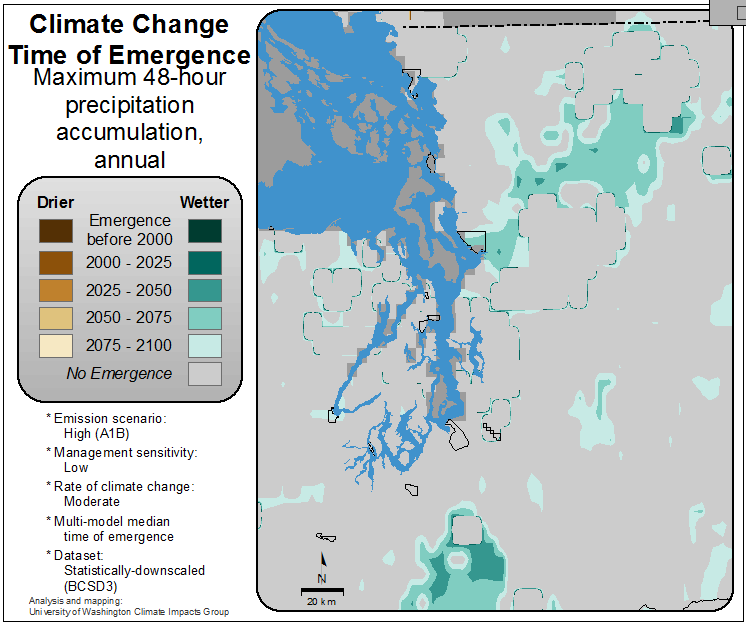 Climate Change
Time of Emergence
Maximum 48-hour
precipitation
accumulation,
annual
Drier Wetter
Emergence
before 2000
2000 - 2025
2025 - 2050
2050 - 2075
2075 - 2100
No Emergence
* Emission scenario:
High (A1B)
* Management sensitivity:
Low
* Rate of climate change:
Moderate
* Multi-model median
time of emergence
* Dataset:
Statistically-downscaled
(BCSD3)
Analysis and mapping:
University of Washington Climate Impacts Group
N
20 km